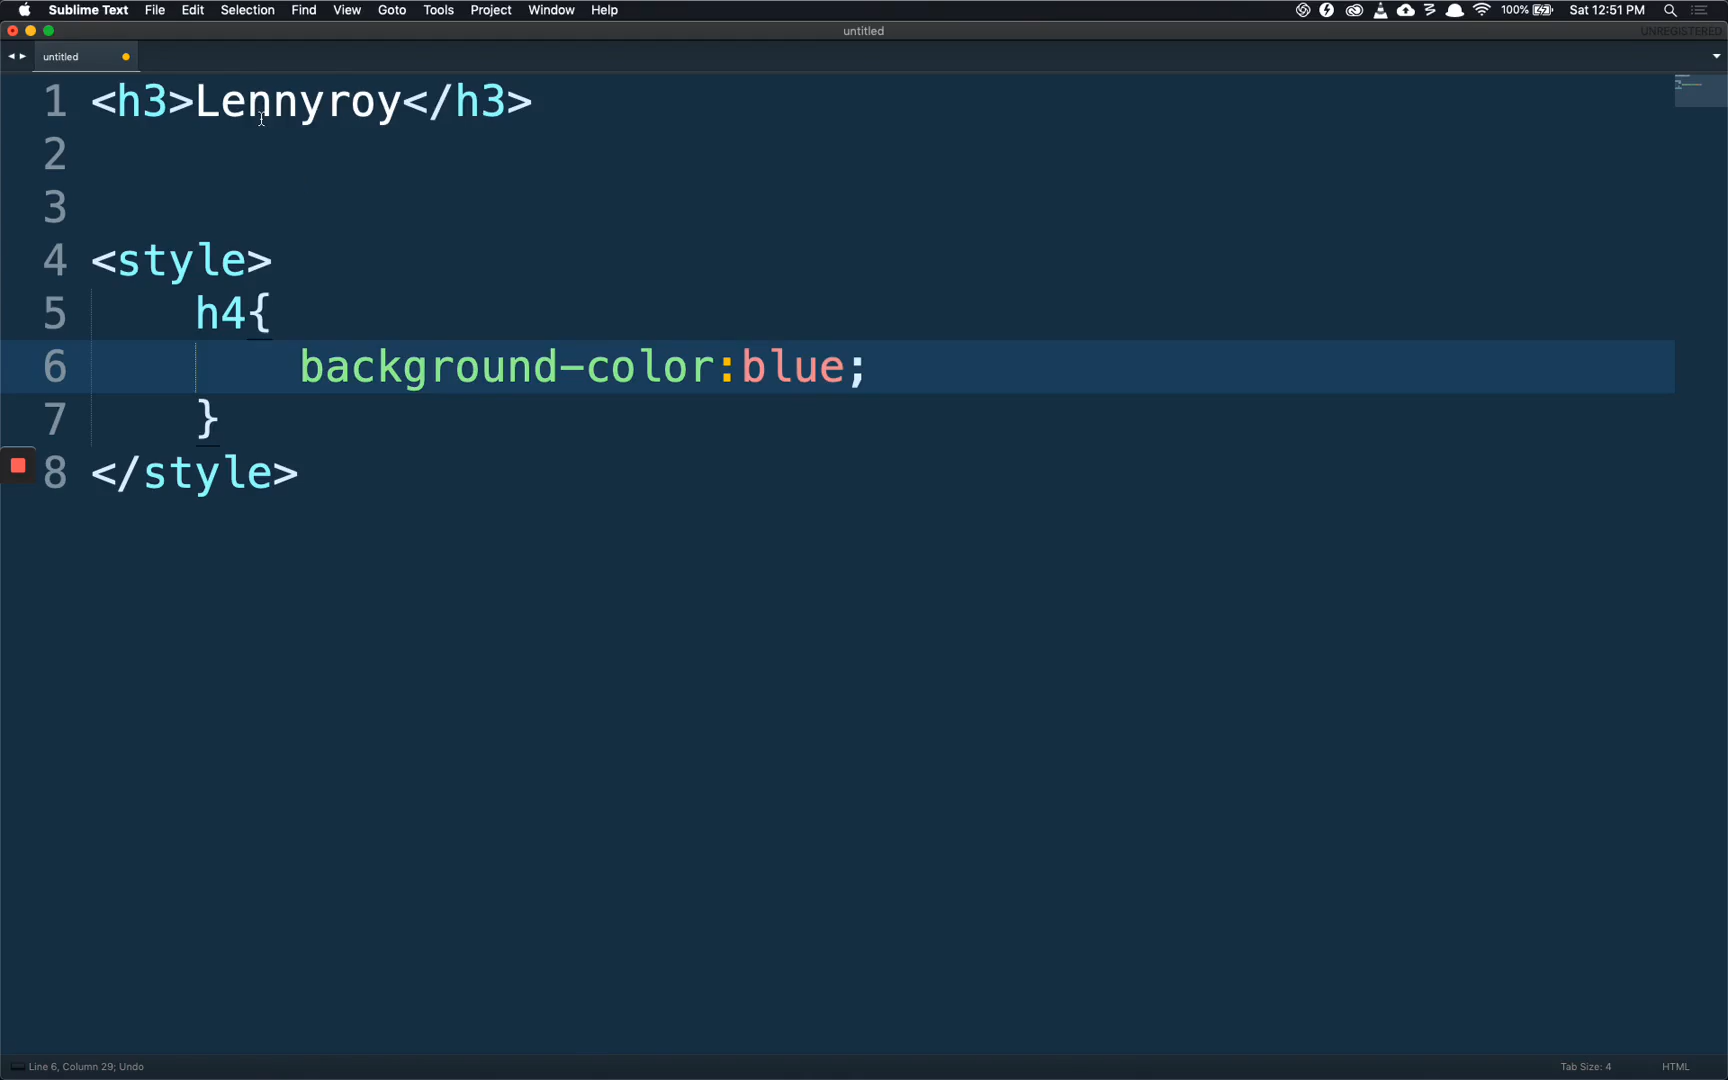 Sublime Text File Edit Selection Find View Goto Tools Project Window Help 100% Sat 12:51 PM
untitled UNREGISTERED
untitled
1 <h3>Lennyroy</h3>
2
3
4 <style>
5     h4{
6         background-color:blue;
7     }
8 </style>
Line 6, Column 29; Undo Tab Size: 4 HTML